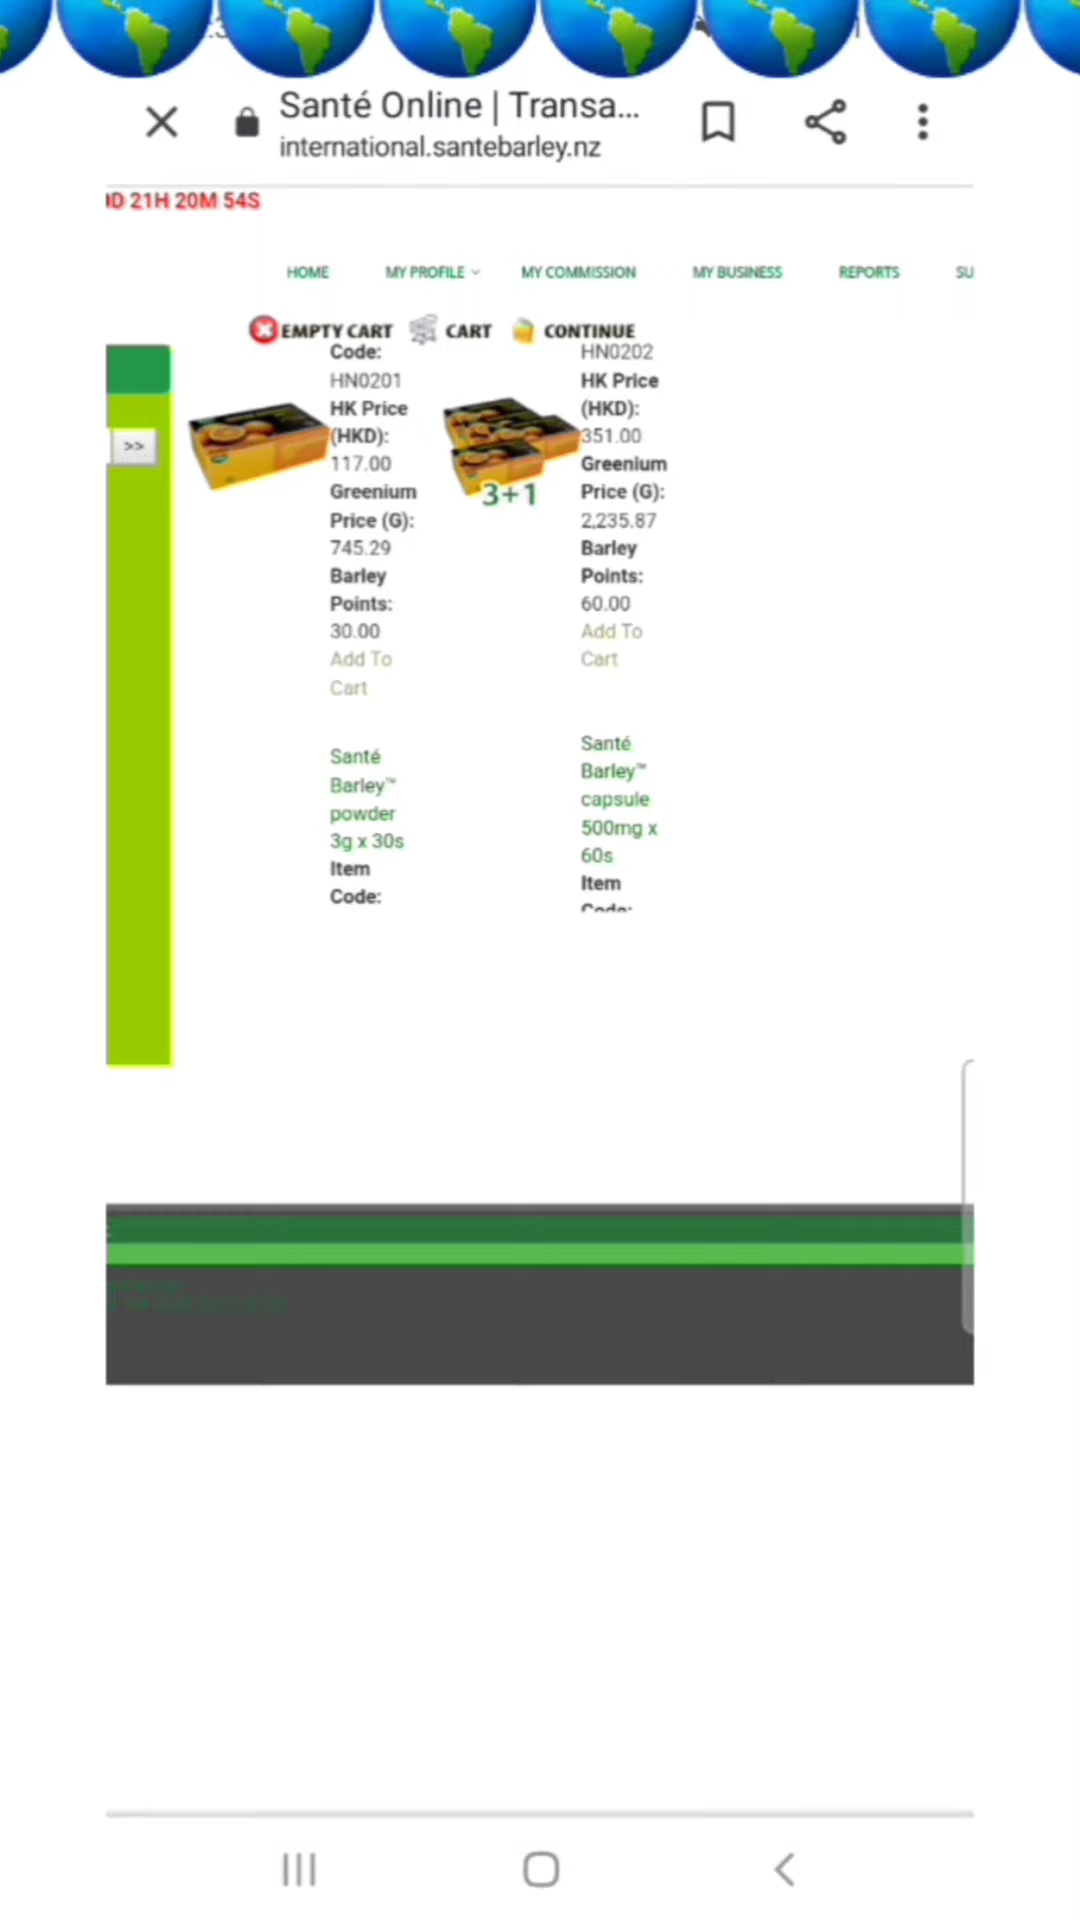 Santé Online | Transa...
international.santebarley.nz
D 21H 20M 54S
HOME MY PROFILE MY COMMISSION MY BUSINESS REPORTS SU
EMPTY CART CART CONTINUE
Code:
HN0201
HK Price
(HKD):
117.00
Greenium
Price (G):
745.29
Barley
Points:
30.00
Add To
Cart
HN0202
HK Price
(HKD):
351.00
Greenium
Price (G):
2,235.87
Barley
Points:
60.00
Add To
Cart
3+1
>>
Santé
Barley™
powder
3g x 30s
Item
Code:
Santé
Barley™
capsule
500mg x
60s
Item
Code: